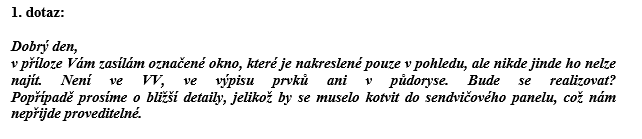 1. dotaz:
Dobrý den,
v příloze Vám zasílám označené okno, které je nakreslené pouze v pohledu, ale nikde jinde ho nelze
najít. Není ve VV, ve výpisu prvků ani v půdoryse. Bude se realizovat?
Popřípadě prosíme o bližší detaily, jelikož by se muselo kotvit do sendvičového panelu, což nám
nepřijde proveditelné.